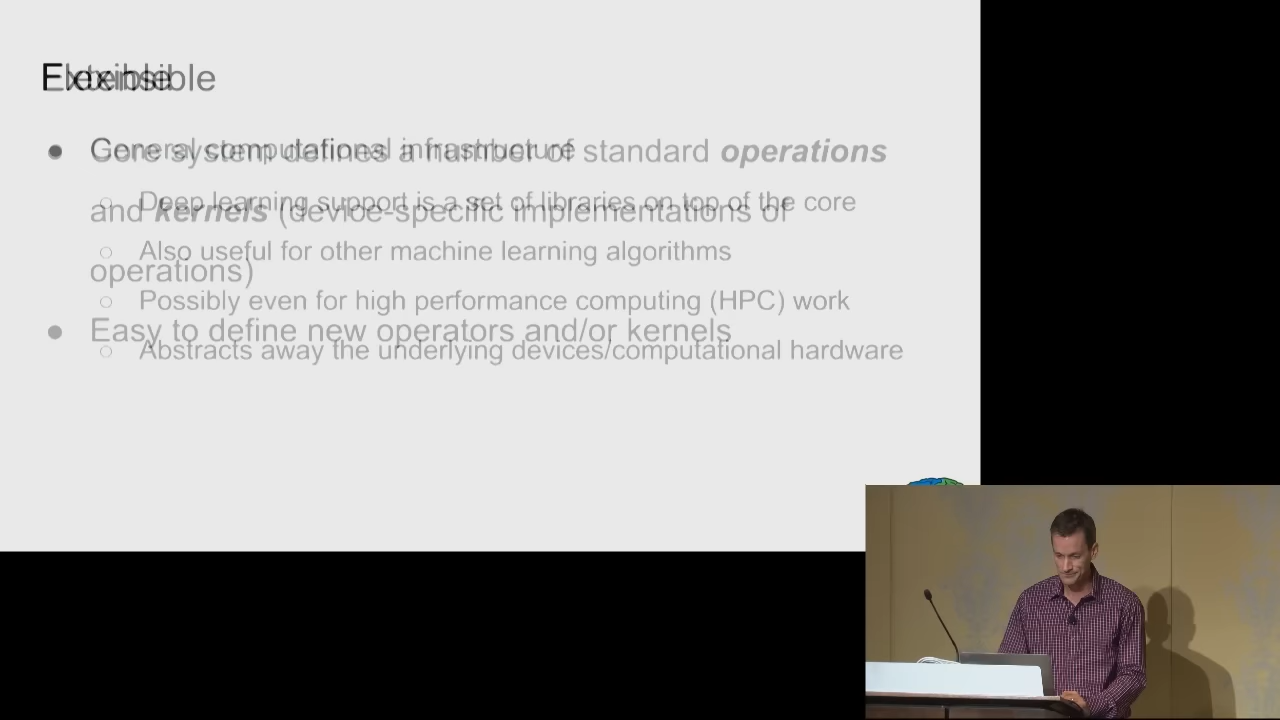 Flexible
General computational infrastructure
Deep learning support is a set of libraries on top of the core
Also useful for other machine learning algorithms
Possibly even for high performance computing (HPC) work
Abstracts away the underlying devices/computational hardware
Extensible
Core system defines a number of standard operations
and kernels (device-specific implementations of
operations)
Easy to define new operators and/or kernels